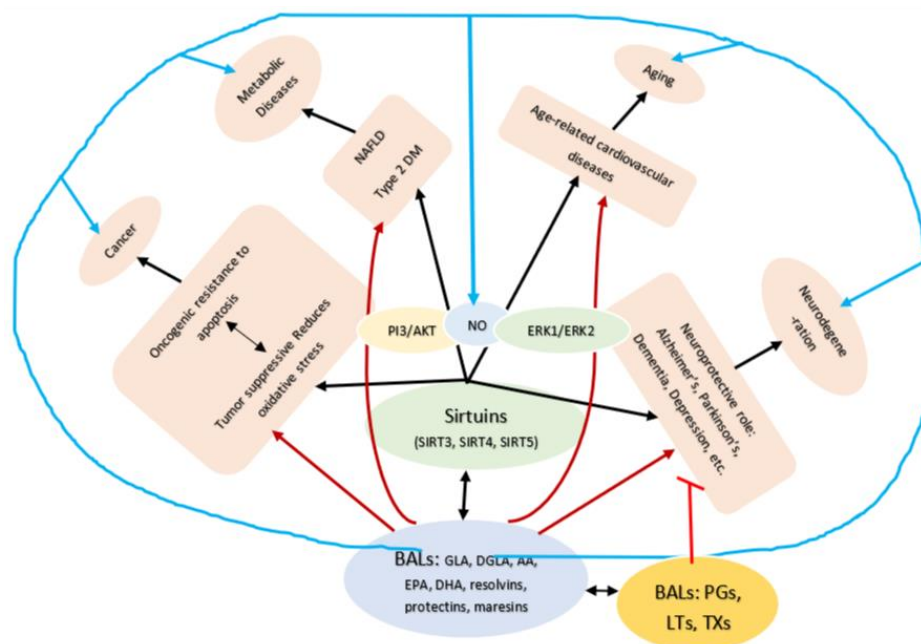 Metabolic
Diseases
Aging
NAFLD
Type 2 DM
Age-related cardiovascular
diseases
Cancer
Oncogenic resistance to
apoptosis
Tumor suppressive Reduces
oxidative stress
PI3/AKT
NO
ERK1/ERK2
Neurodegene
-ration
Neuroprotective role:
Alzheimer's, Parkinson's,
Dementia, Depression, etc.
Sirtuins
(SIRT3, SIRT4, SIRT5)
BALs: GLA, DGLA, AA,
EPA, DHA, resolvins,
protectins, maresins
BALs: PGs,
LTs, TXs